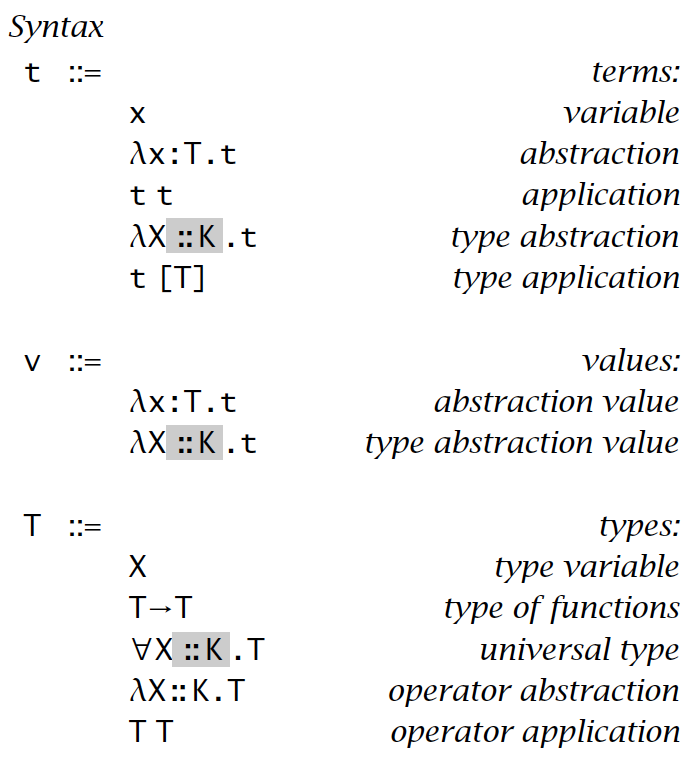 Syntax
t ::= terms:
x variable
λx:T.t abstraction
t t application
λX::K.t type abstraction
t [T] type application
v ::= values:
λx:T.t abstraction value
λX::K.t type abstraction value
T ::= types:
X type variable
T→T type of functions
∀X::K.T universal type
λX::K.T operator abstraction
T T operator application